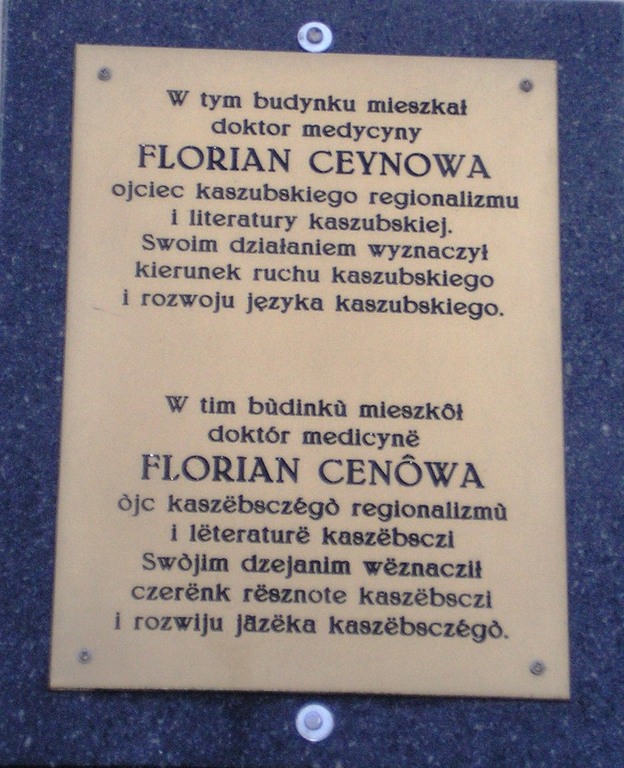 W tym budynku mieszkał
doktor medycyny
FLORIAN CEYNOWA
ojciec kaszubskiego regionalizmu
i literatury kaszubskiej.
Swoim działaniem wyznaczył
kierunek ruchu kaszubskiego
i rozwoju języka kaszubskiego.
W tim bùdinkù mieszkôł
doktór medicynë
FLORIAN CENÔWA
òjc kaszëbsczégò regionalizmù
i lëteraturë kaszëbsczi
Swòjim dzejanim wëznacził
czerënk rësznote kaszëbsczi
i rozwiju jãzëka kaszëbsczégò.